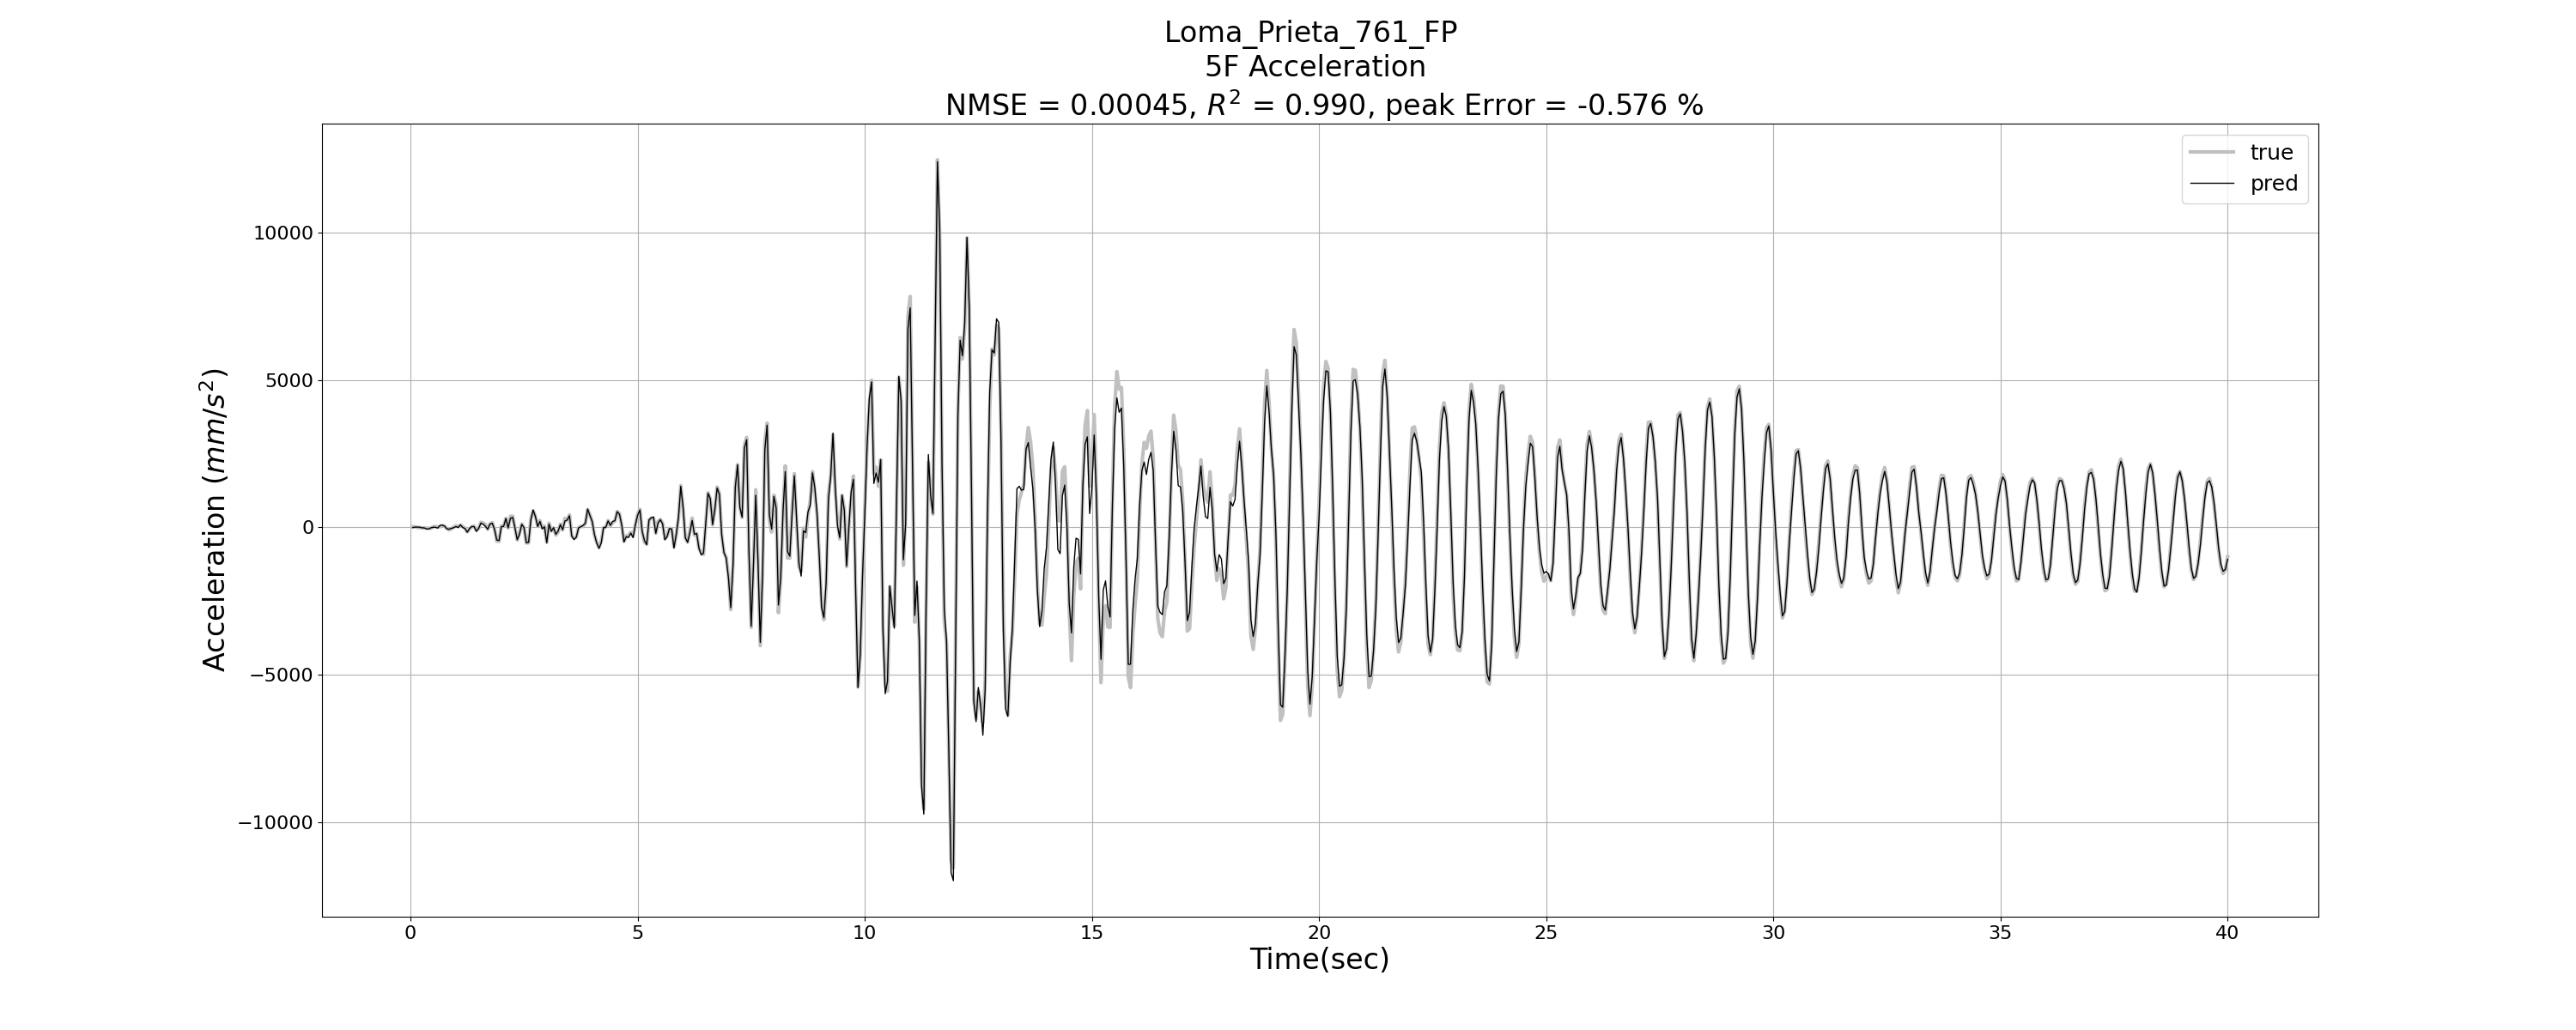 Loma_Prieta_761_FP
5F Acceleration
NMSE = 0.00045, R² = 0.990, peak Error = -0.576 %
true
pred
10000
5000
0
−5000
−10000
Acceleration (mm/s²)
0 5 10 15 20 25 30 35 40
Time(sec)